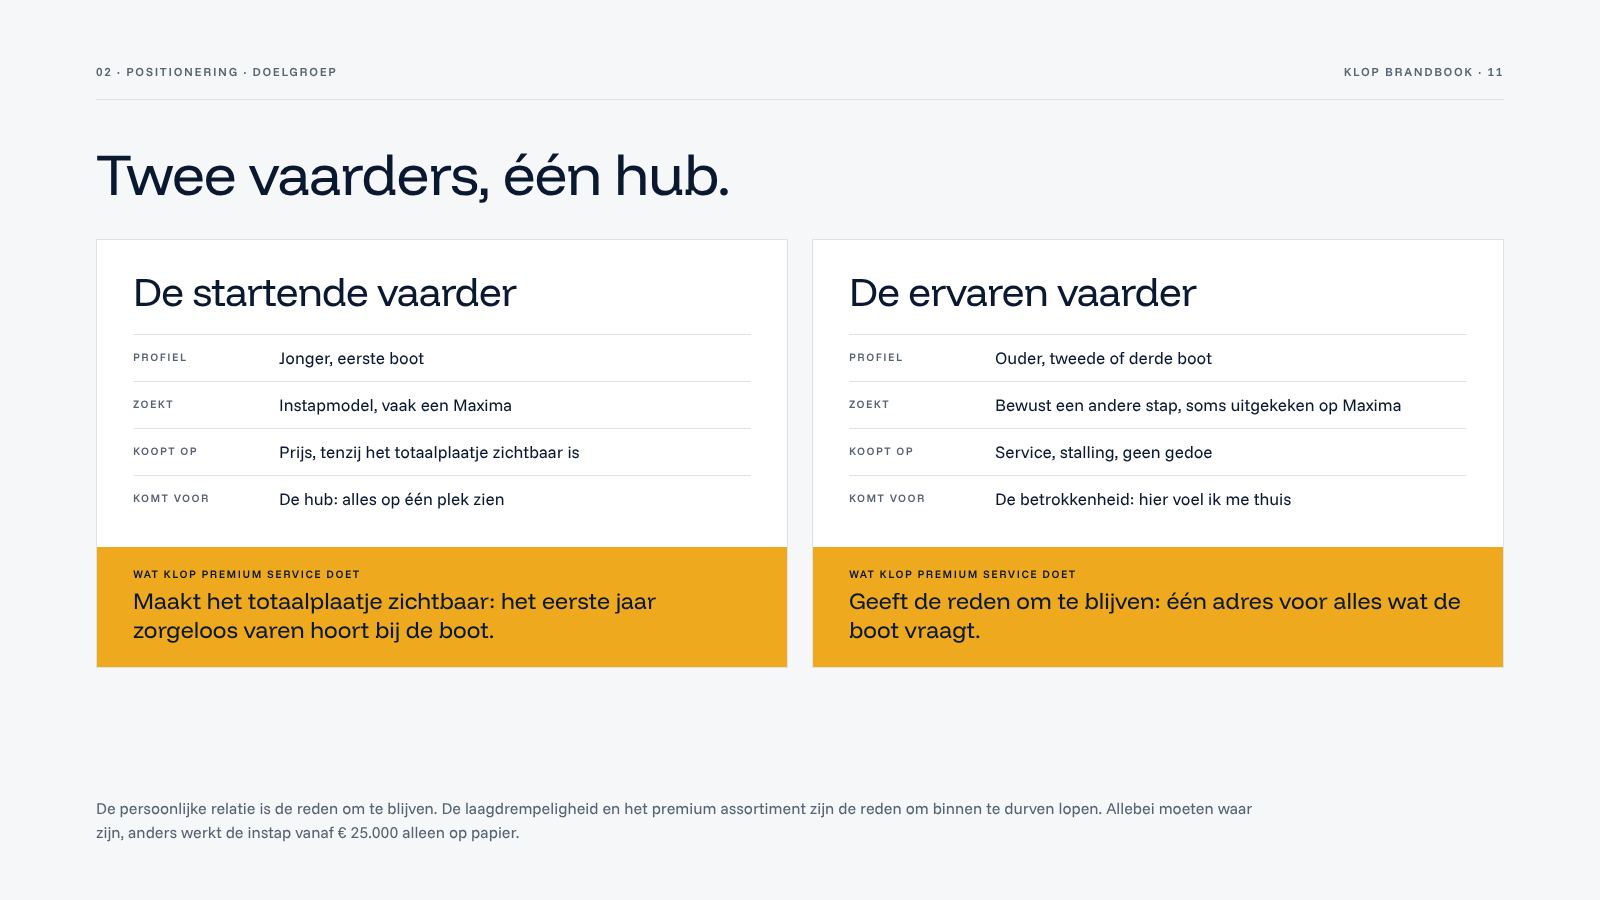 02 · POSITIONERING · DOELGROEP
KLOP BRANDBOOK · 11
Twee vaarders, één hub.
De startende vaarder
PROFIEL Jonger, eerste boot
ZOEKT Instapmodel, vaak een Maxima
KOOPT OP Prijs, tenzij het totaalplaatje zichtbaar is
KOMT VOOR De hub: alles op één plek zien
WAT KLOP PREMIUM SERVICE DOET
Maakt het totaalplaatje zichtbaar: het eerste jaar
zorgeloos varen hoort bij de boot.
De ervaren vaarder
PROFIEL Ouder, tweede of derde boot
ZOEKT Bewust een andere stap, soms uitgekeken op Maxima
KOOPT OP Service, stalling, geen gedoe
KOMT VOOR De betrokkenheid: hier voel ik me thuis
WAT KLOP PREMIUM SERVICE DOET
Geeft de reden om te blijven: één adres voor alles wat de
boot vraagt.
De persoonlijke relatie is de reden om te blijven. De laagdrempeligheid en het premium assortiment zijn de reden om binnen te durven lopen. Allebei moeten waar
zijn, anders werkt de instap vanaf € 25.000 alleen op papier.